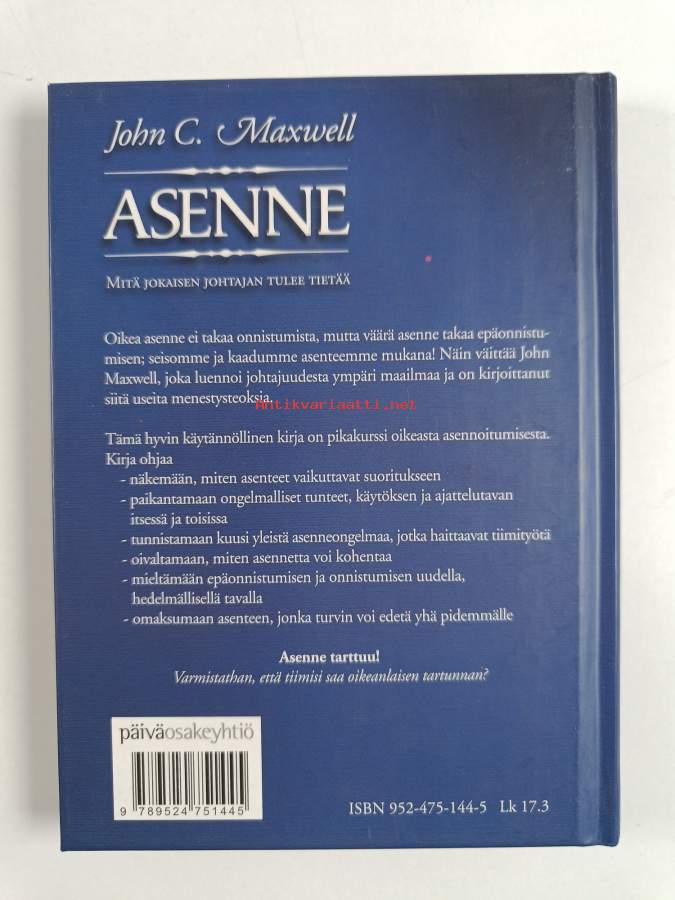 John C. Maxwell
ASENNE
MITÄ JOKAISEN JOHTAJAN TULEE TIETÄÄ
Oikea asenne ei takaa onnistumista, mutta väärä asenne takaa epäonnistu-
misen; seisomme ja kaadumme asenteemme mukana! Näin väittää John
Maxwell, joka luennoi johtajuudesta ympäri maailmaa ja on kirjoittanut
siitä useita menestysteoksia.
Antikvariaatti.net
Tämä hyvin käytännöllinen kirja on pikakurssi oikeasta asennoitumisesta.
Kirja ohjaa
- näkemään, miten asenteet vaikuttavat suoritukseen
- paikantamaan ongelmalliset tunteet, käytöksen ja ajattelutavan
itsessä ja toisissa
- tunnistamaan kuusi yleistä asenneongelmaa, jotka haittaavat tiimityötä
- oivaltamaan, miten asennetta voi kohentaa
- mieltämään epäonnistumisen ja onnistumisen uudella,
hedelmällisellä tavalla
- omaksumaan asenteen, jonka turvin voi edetä yhä pidemmälle
Asenne tarttuu!
Varmistathan, että tiimisi saa oikeanlaisen tartunnan?
päiväosakeyhtiö
9 789524 751445
ISBN 952-475-144-5 Lk 17.3